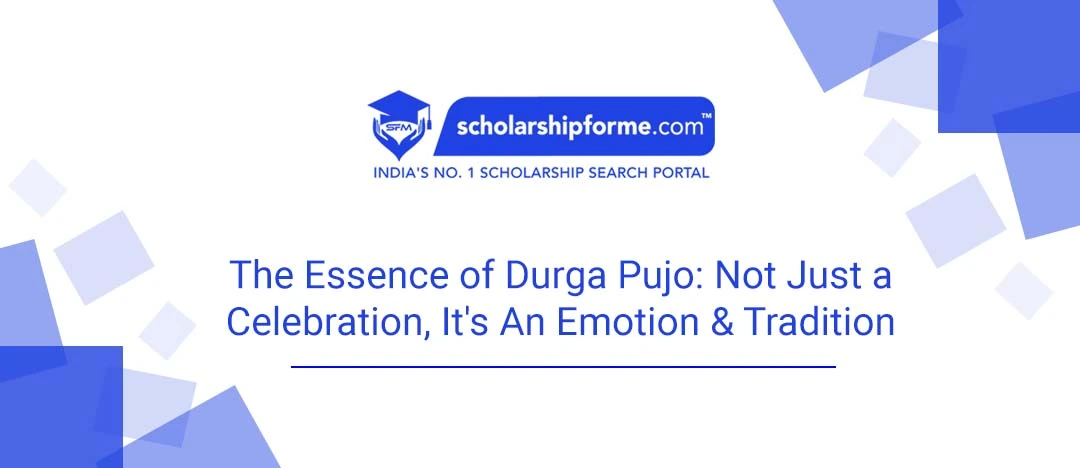 SFM
scholarshipforme.com™
INDIA'S NO. 1 SCHOLARSHIP SEARCH PORTAL
The Essence of Durga Pujo: Not Just a
Celebration, It's An Emotion & Tradition